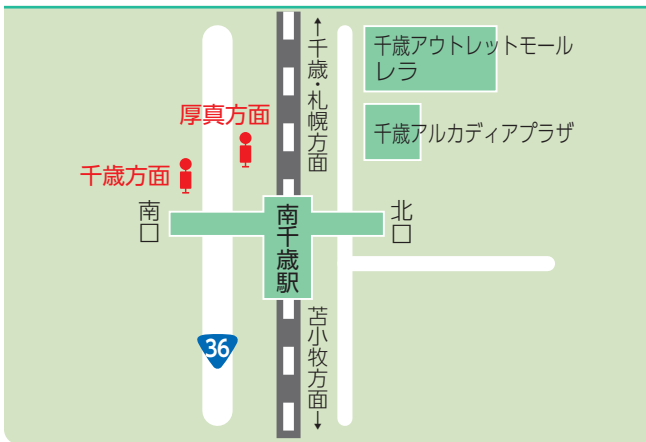 ←千歳・札幌方面
千歳アウトレットモール
レラ
厚真方面
千歳アルカディアプラザ
千歳方面
南口
南千歳駅
北口
苫小牧方面→
36